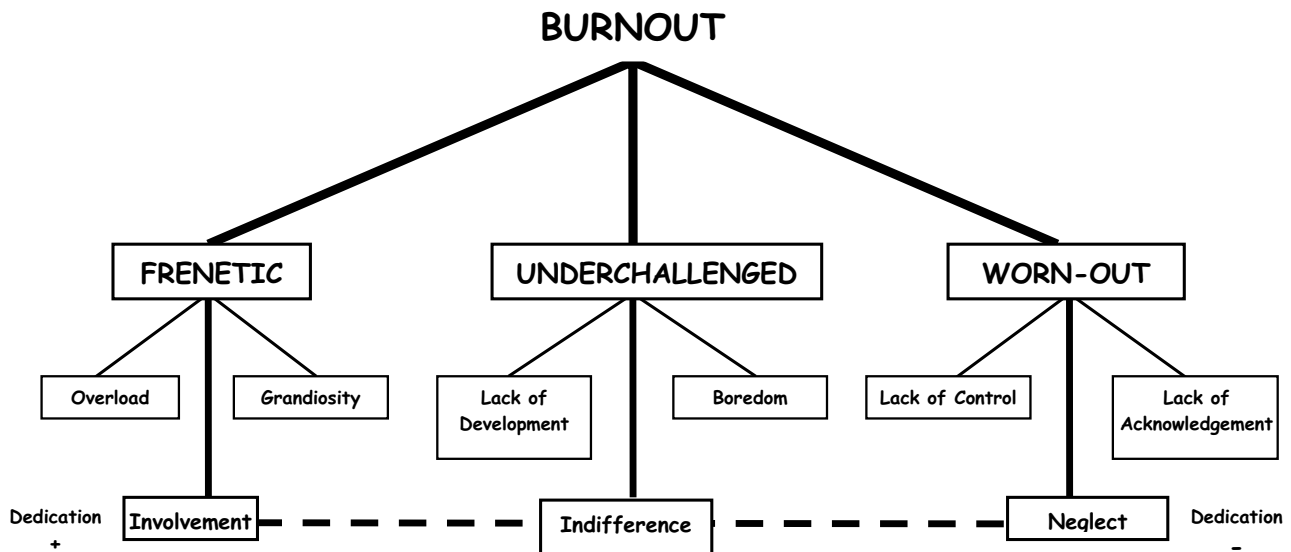 BURNOUT
FRENETIC
UNDERCHALLENGED
WORN-OUT
Overload
Grandiosity
Lack of
Development
Boredom
Lack of Control
Lack of
Acknowledgement
Dedication
+
Involvement
Indifference
Neglect
Dedication
-